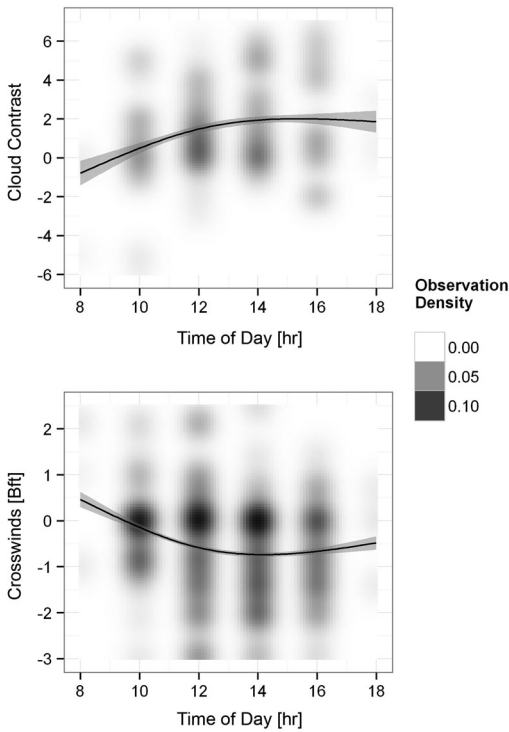 6
4
2
0
-2
-4
-6
Cloud Contrast
8 10 12 14 16 18
Time of Day [hr]
Observation
Density
0.00
0.05
0.10
2
1
0
-1
-2
-3
Crosswinds [Bft]
8 10 12 14 16 18
Time of Day [hr]